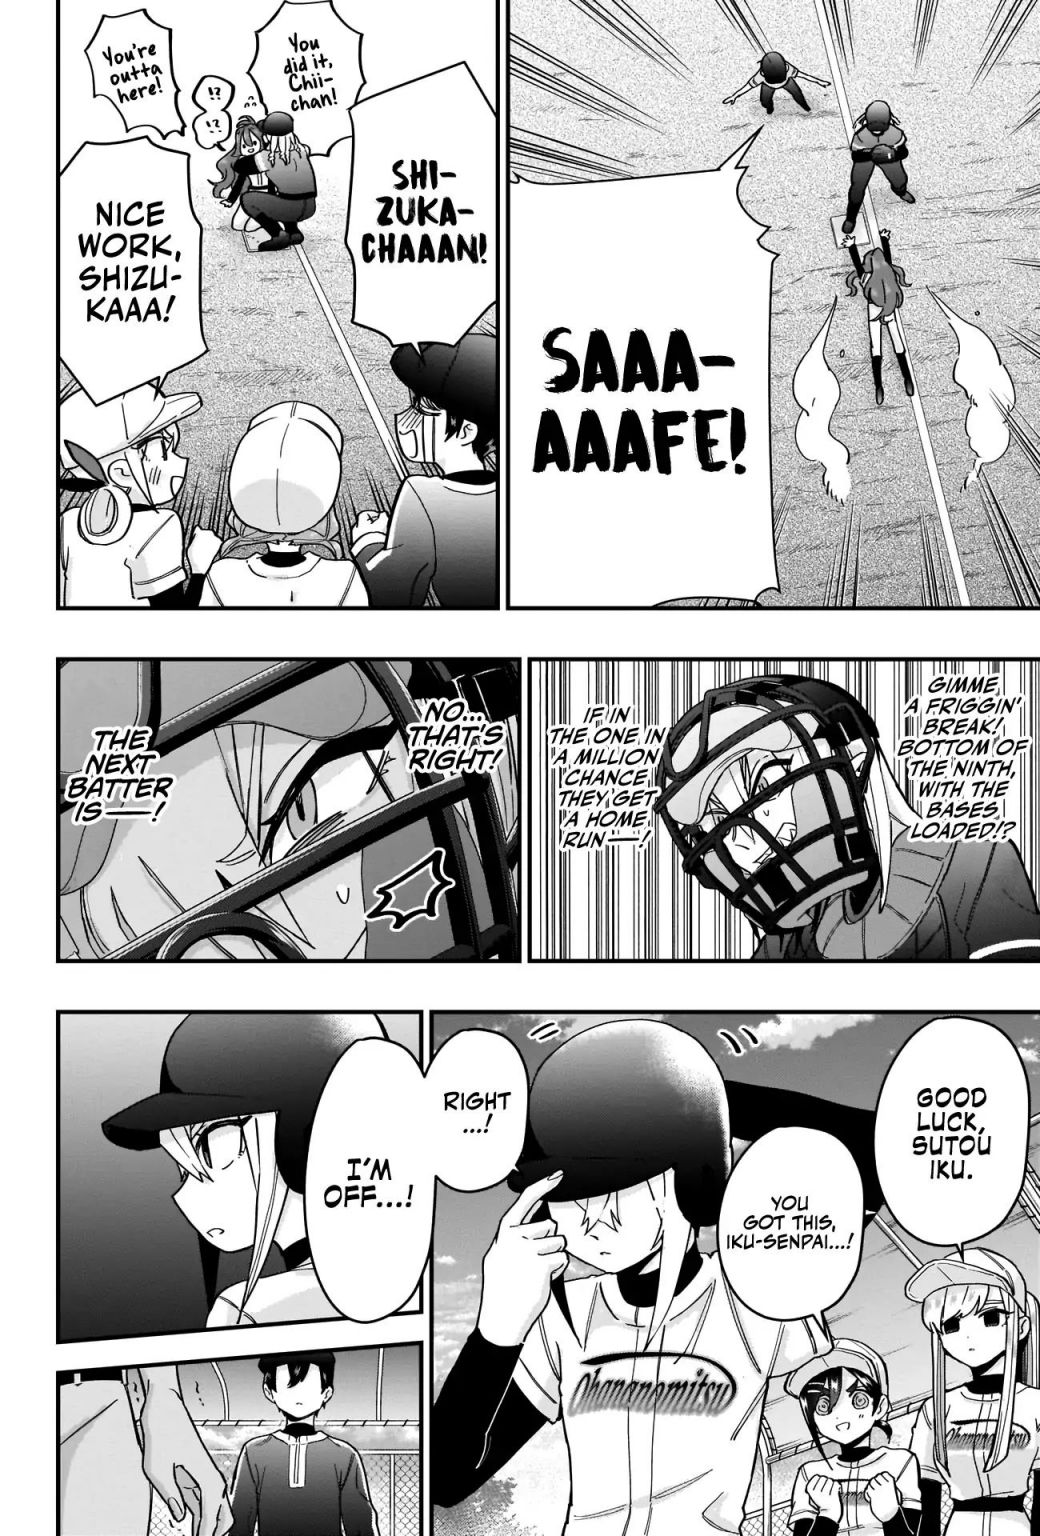 SAAA-
AAAFE!
You
did it,
Chii-
chan!
!?
!?
You're
outta
here!
SHI-
ZUKA-
CHAAAN!
NICE
WORK,
SHIZU-
KAAA!
GIMME
A FRIGGIN'
BREAK!
BOTTOM OF
THE NINTH,
WITH THE
BASES
LOADED!?
IF IN
THE ONE IN
A MILLION
CHANCE,
THEY GET
A HOME
RUN—!
NO...
THAT'S
RIGHT!
THE
NEXT
BATTER
IS—!
GOOD
LUCK,
SUTOU
IKU.
YOU
GOT THIS,
IKU-SENPAI...!
RIGHT
...!
Ohananomitsu
Ohananomitsu
I'M
OFF...!